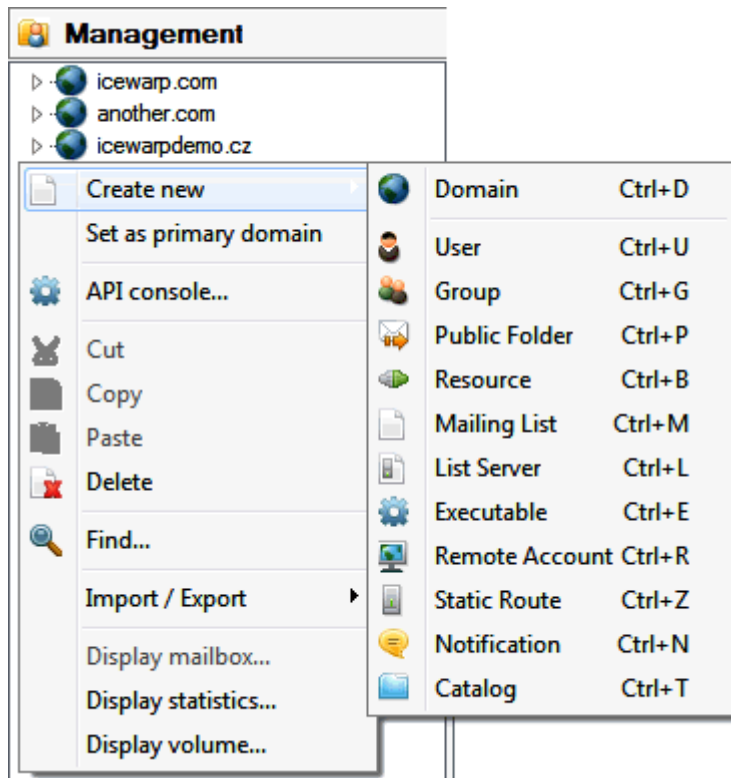 Management
icewarp.com
another.com
icewarpdemo.cz
Create new
Set as primary domain
API console...
Cut
Copy
Paste
Delete
Find...
Import / Export
Display mailbox...
Display statistics...
Display volume...
Domain Ctrl+D
User Ctrl+U
Group Ctrl+G
Public Folder Ctrl+P
Resource Ctrl+B
Mailing List Ctrl+M
List Server Ctrl+L
Executable Ctrl+E
Remote Account Ctrl+R
Static Route Ctrl+Z
Notification Ctrl+N
Catalog Ctrl+T